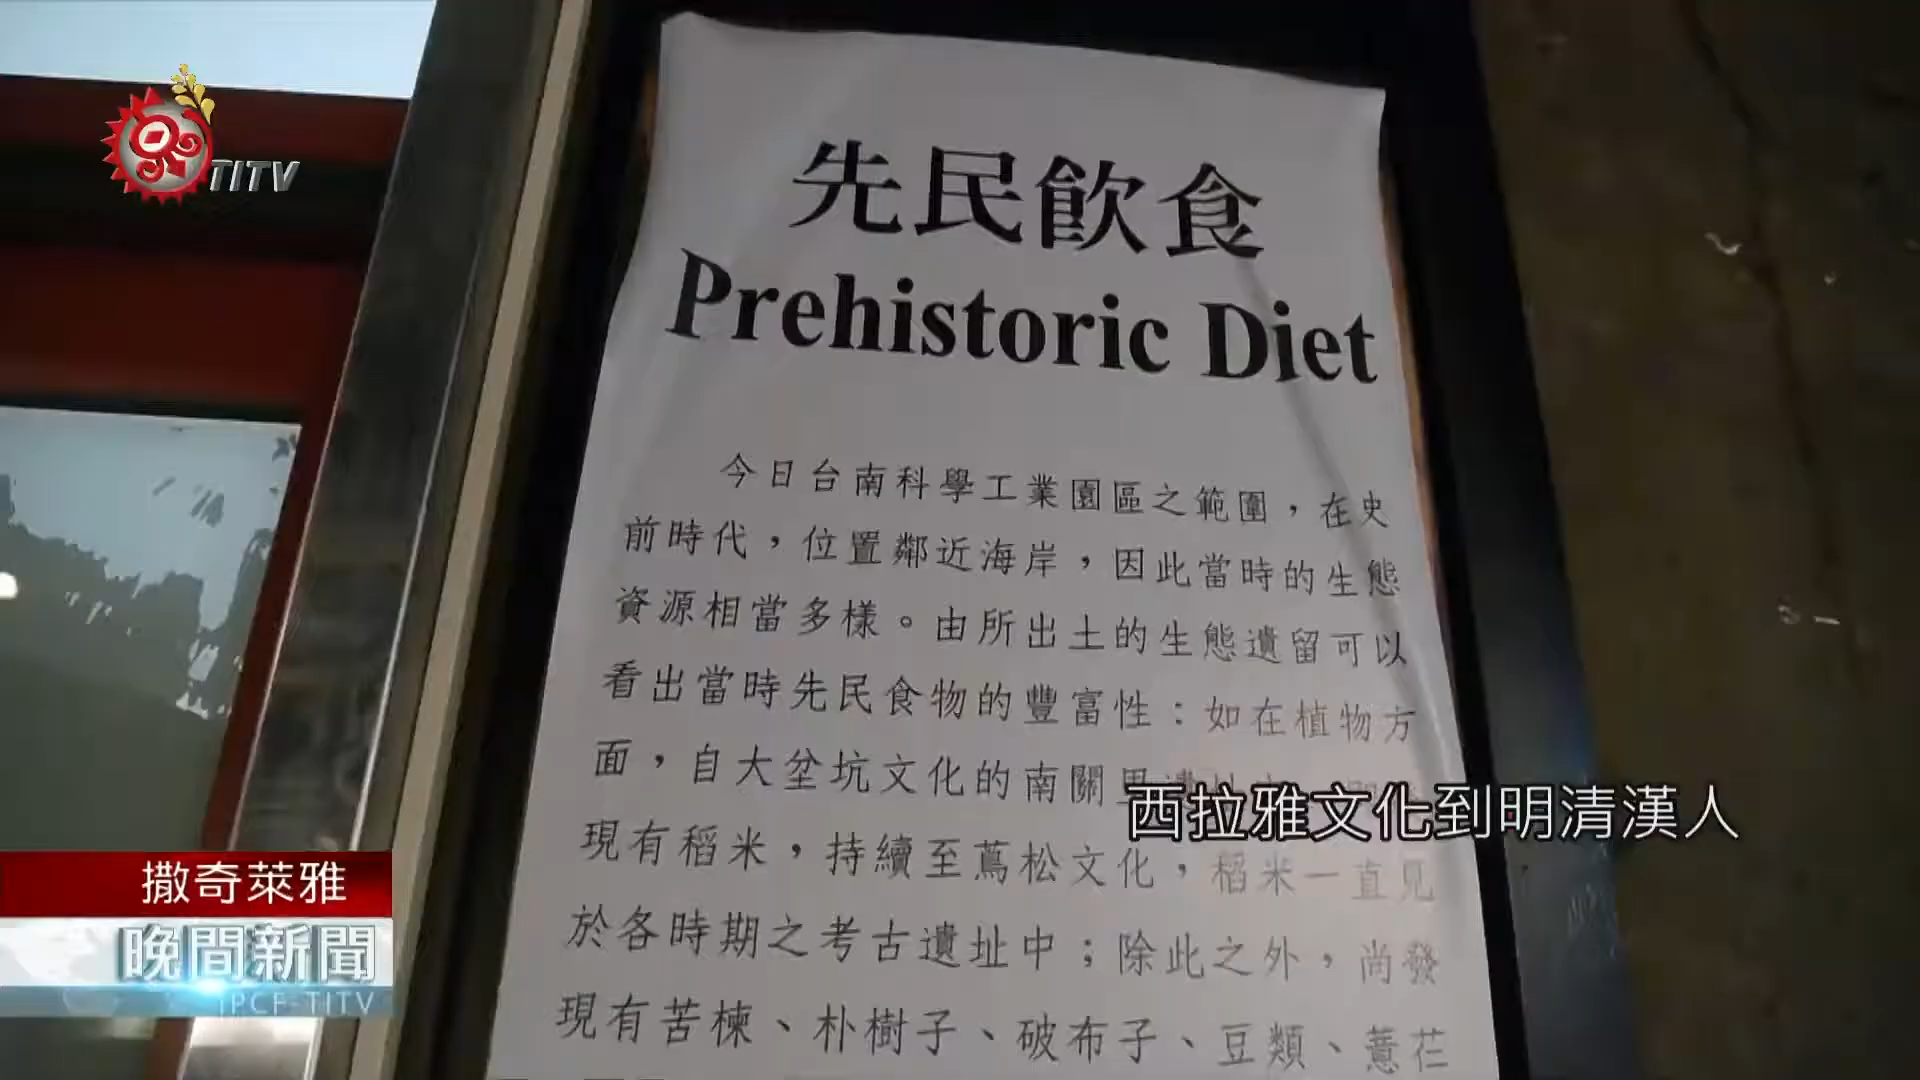 TITV
先民飲食
Prehistoric Diet
今日台南科學工業園區之範圍，在史
前時代，位置鄰近海岸，因此當時的生態
資源相當多樣。由所出土的生態遺留可以
看出當時先民食物的豐富性：如在植物方
面，自大坌坑文化的南關里
現有稻米，持續至蔦松文化，稻米一直見
於各時期之考古遺址中；除此之外，尚發
現有苦楝、朴樹子、破布子、豆類、薏苡
西拉雅文化到明清漢人
撒奇萊雅
晚間新聞
IPCF-TITV